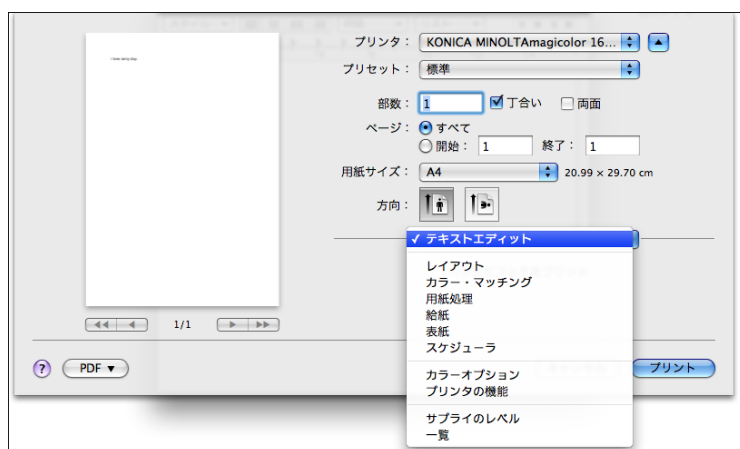 プリンタ： KONICA MINOLTAmagicolor 16...
プリセット： 標準
部数： 1 丁合い 両面
ページ： すべて
開始： 1 終了： 1
用紙サイズ： A4 20.99 × 29.70 cm
方向：
✓ テキストエディット
レイアウト
カラー・マッチング
用紙処理
給紙
表紙
スケジューラ
カラーオプション
プリンタの機能
サプライのレベル
一覧
1/1
? PDF ▼ プリント